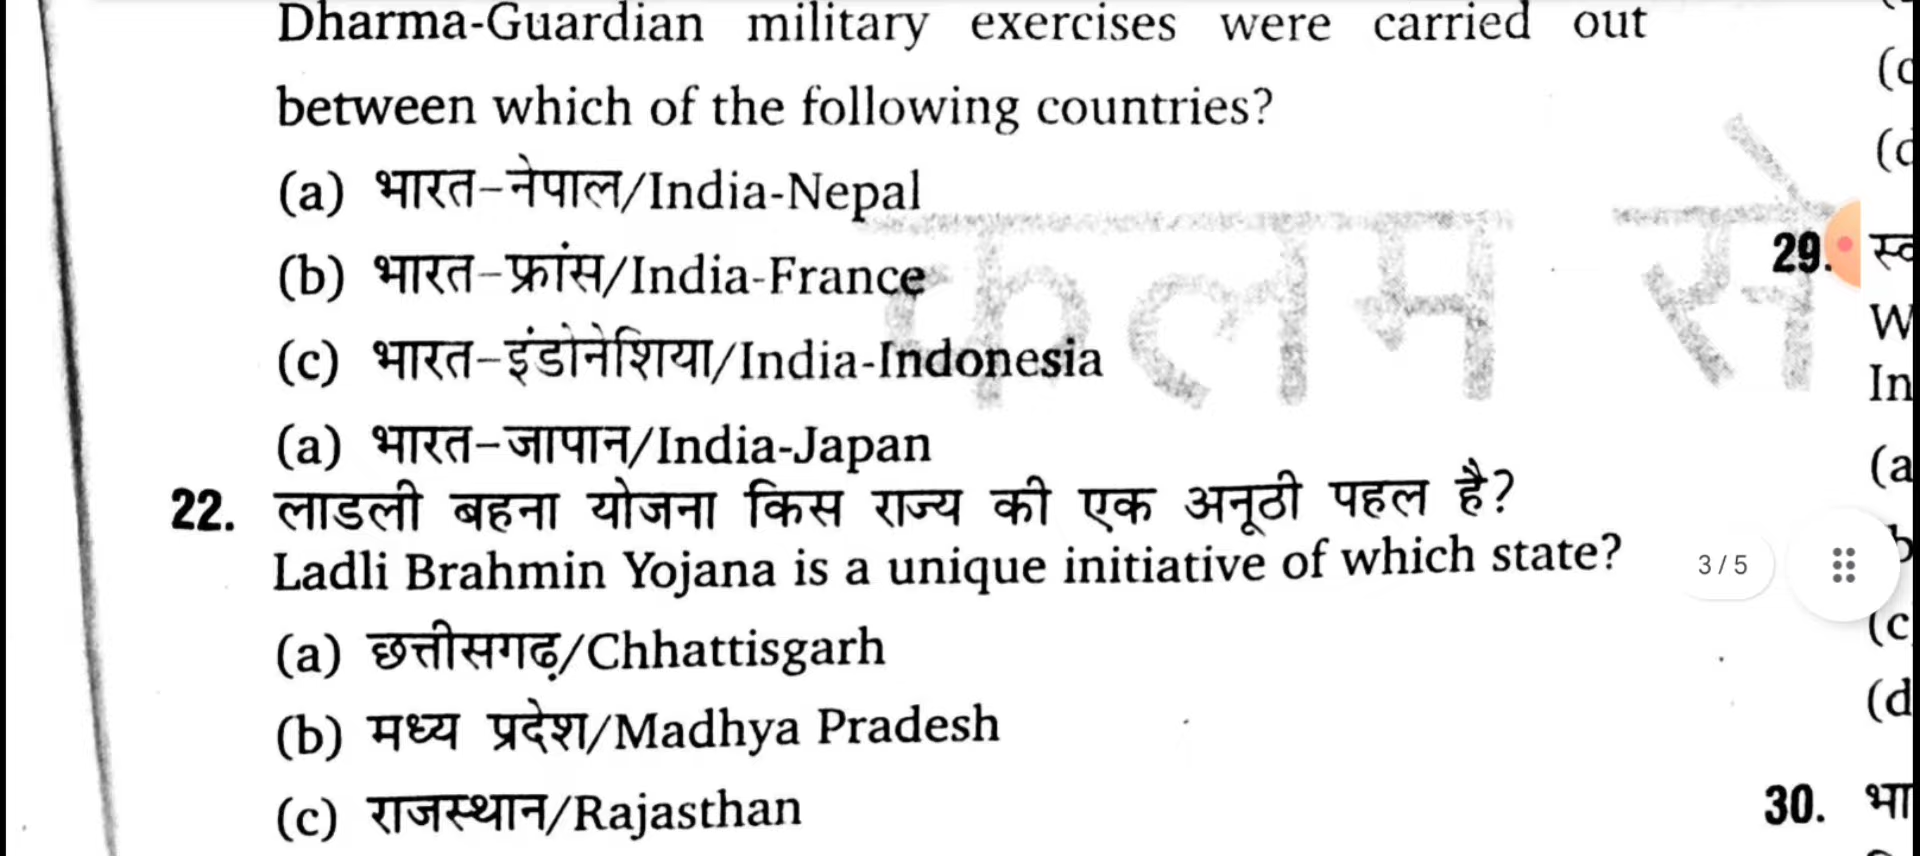 Dharma-Guardian military exercises were carried out
between which of the following countries?
(a) भारत-नेपाल/India-Nepal
(b) भारत-फ्रांस/India-France
(c) भारत-इंडोनेशिया/India-Indonesia
(a) भारत-जापान/India-Japan
22. लाडली बहना योजना किस राज्य की एक अनूठी पहल है?
Ladli Brahmin Yojana is a unique initiative of which state?
(a) छत्तीसगढ़/Chhattisgarh
(b) मध्य प्रदेश/Madhya Pradesh
(c) राजस्थान/Rajasthan
कलम से
29.
W
In
(a
3/5
(c
(d
30. भा